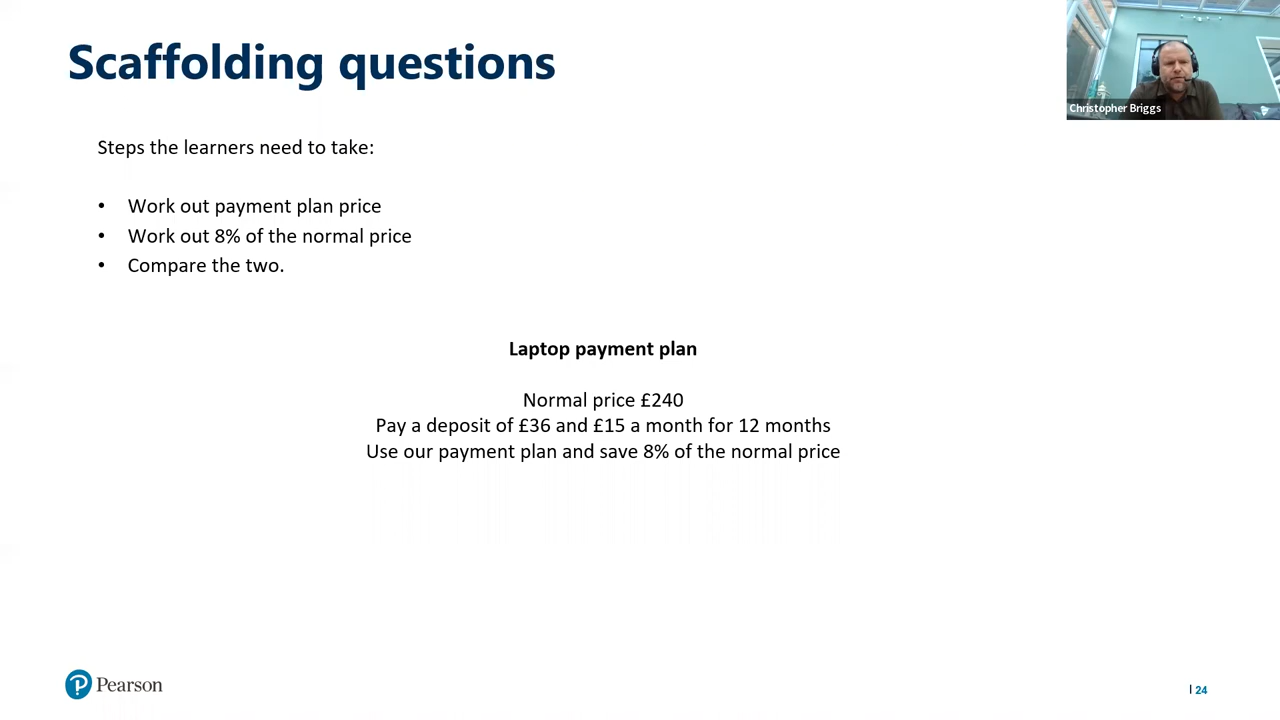 Scaffolding questions
Christopher Briggs
Steps the learners need to take:
• Work out payment plan price
• Work out 8% of the normal price
• Compare the two.
Laptop payment plan
Normal price £240
Pay a deposit of £36 and £15 a month for 12 months
Use our payment plan and save 8% of the normal price
Pearson
| 24